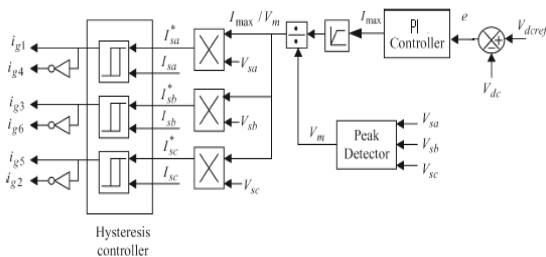 i_g1
i_g4
i_g3
i_g6
i_g5
i_g2
I*_sa
I_sa
I*_sb
I_sb
I*_sc
I_sc
Hysteresis
controller
V_sa
V_sb
V_sc
I_max / V_m
÷
I_max
PI
Controller
e
V_dcref
V_dc
V_m
Peak
Detector
V_sa
V_sb
V_sc